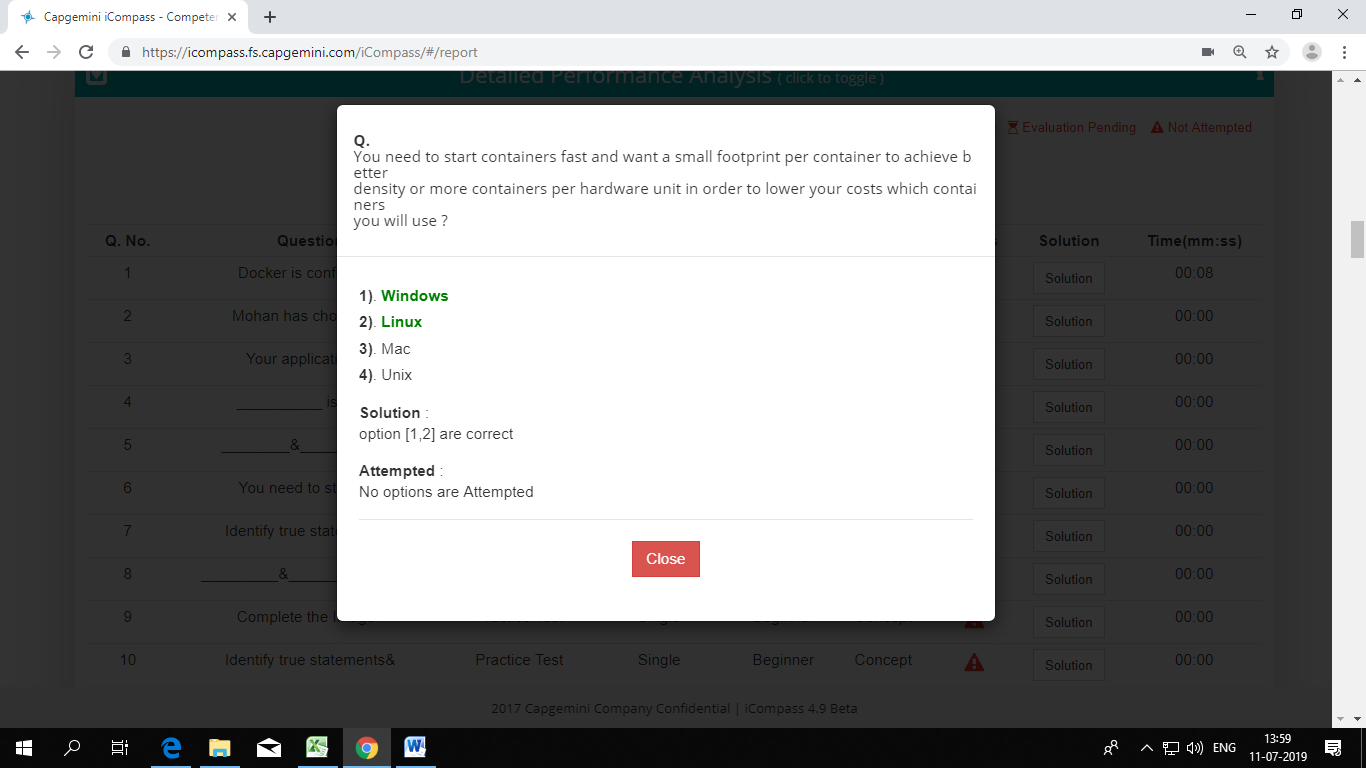 Capgemini iCompass - Competer
https://icompass.fs.capgemini.com/iCompass/#/report
Detailed Performance Analysis ( click to toggle )
Evaluation Pending Not Attempted
Q.
You need to start containers fast and want a small footprint per container to achieve b
etter
density or more containers per hardware unit in order to lower your costs which contai
ners
you will use ?
Q. No. Questio Solution Time(mm:ss)
1 Docker is conf Solution 00:08
2 Mohan has cho Solution 00:00
3 Your applicat Solution 00:00
4 __________ is Solution 00:00
5 ________&____ Solution 00:00
6 You need to st Solution 00:00
7 Identify true stat Solution 00:00
8 _________&______ Solution 00:00
9 Complete the Solution 00:00
10 Identify true statements& Practice Test Single Beginner Concept Solution 00:00
1). Windows
2). Linux
3). Mac
4). Unix
Solution :
option [1,2] are correct
Attempted :
No options are Attempted
Close
2017 Capgemini Company Confidential | iCompass 4.9 Beta
ENG
13:59
11-07-2019